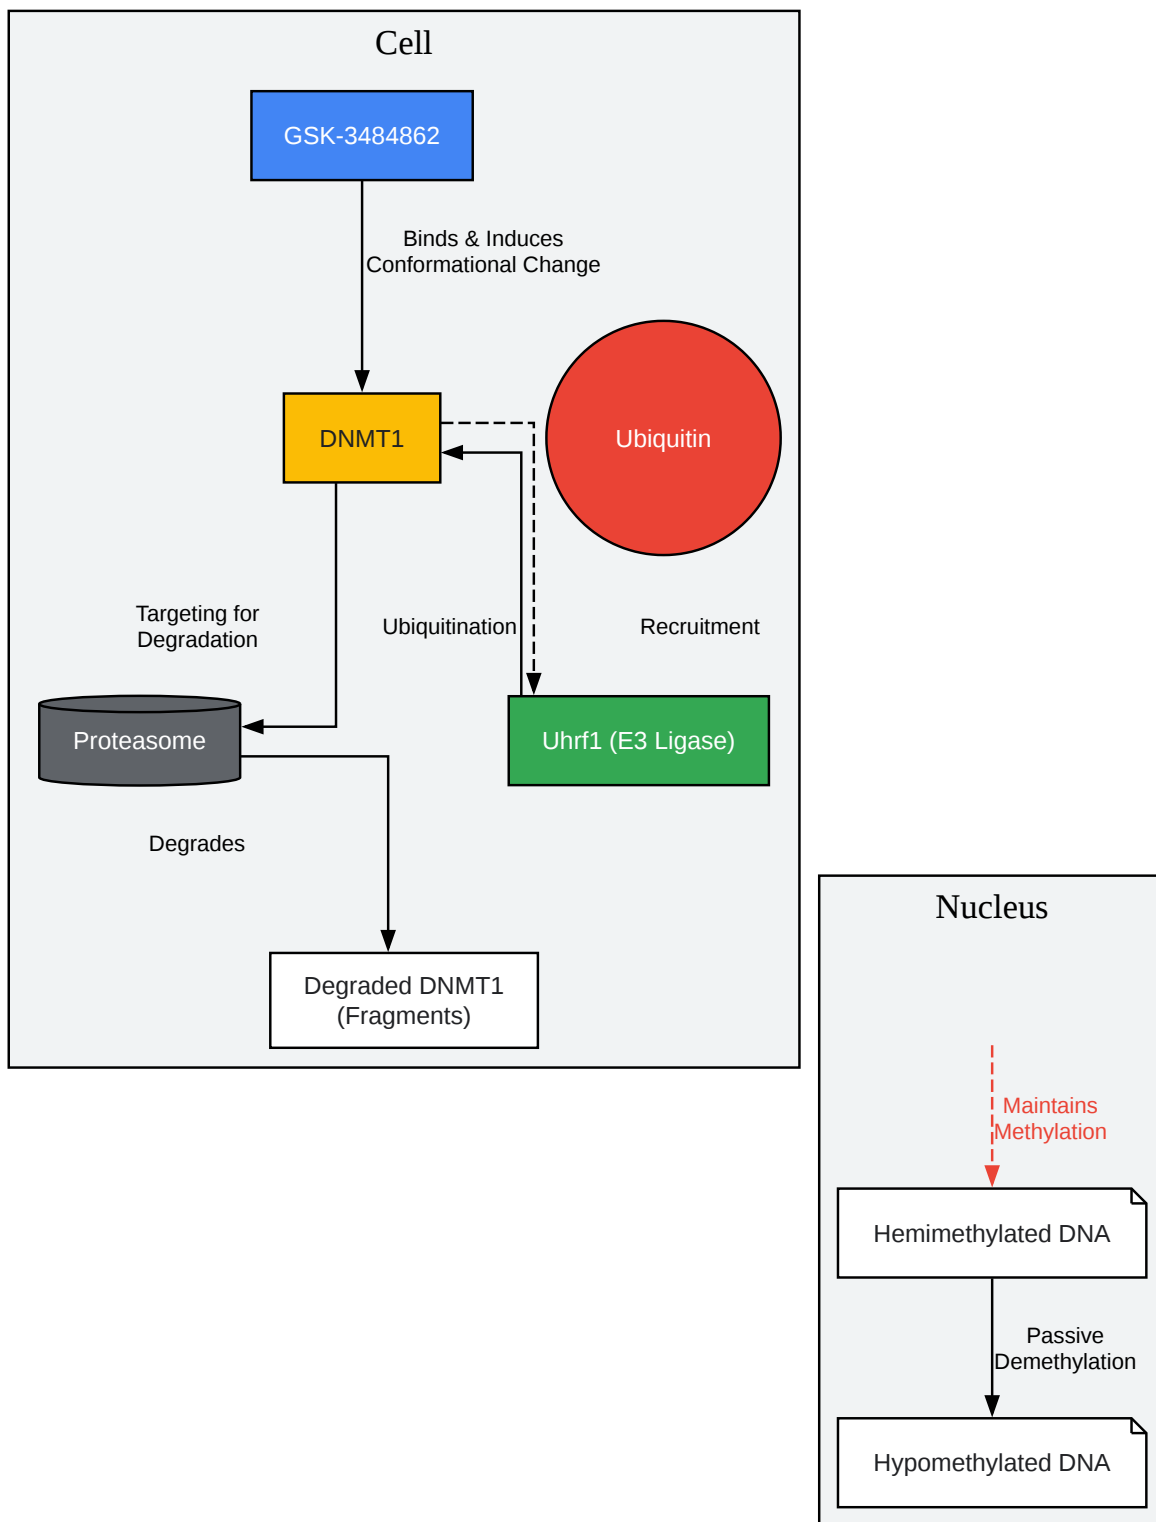 Cell
GSK-3484862
Binds & Induces
Conformational Change
DNMT1
Ubiquitin
Targeting for
Degradation
Ubiquitination
Recruitment
Proteasome
Uhrf1 (E3 Ligase)
Degrades
Degraded DNMT1
(Fragments)
Nucleus
Maintains
Methylation
Hemimethylated DNA
Passive
Demethylation
Hypomethylated DNA